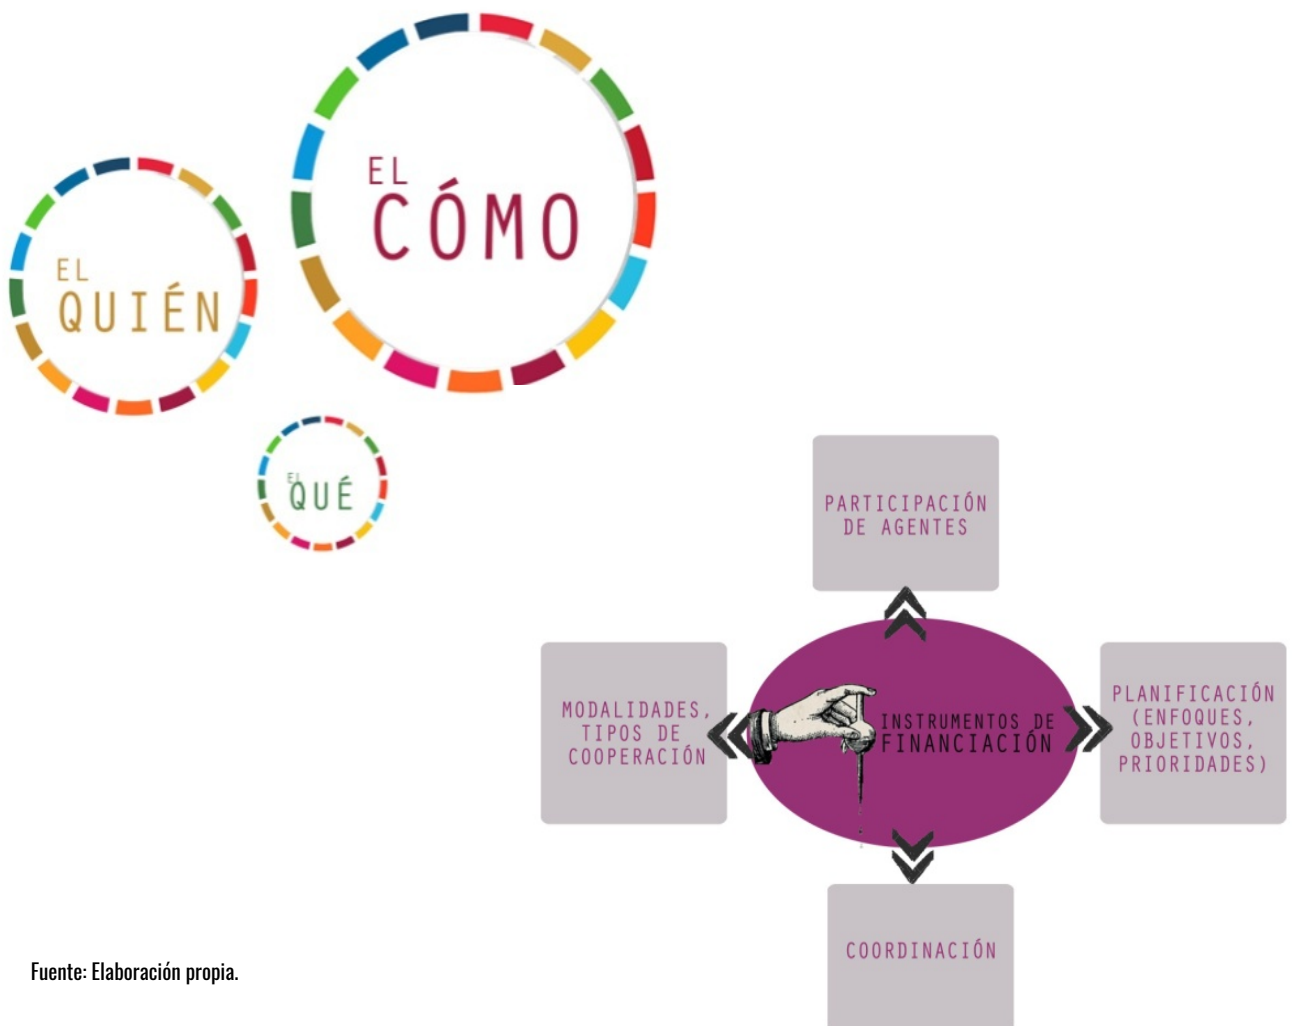 EL
CÓMO
EL
QUIÉN
EL
QUÉ
PARTICIPACIÓN
DE AGENTES
MODALIDADES,
TIPOS DE
COOPERACIÓN
INSTRUMENTOS DE
FINANCIACIÓN
PLANIFICACIÓN
(ENFOQUES,
OBJETIVOS,
PRIORIDADES)
COORDINACIÓN
Fuente: Elaboración propia.